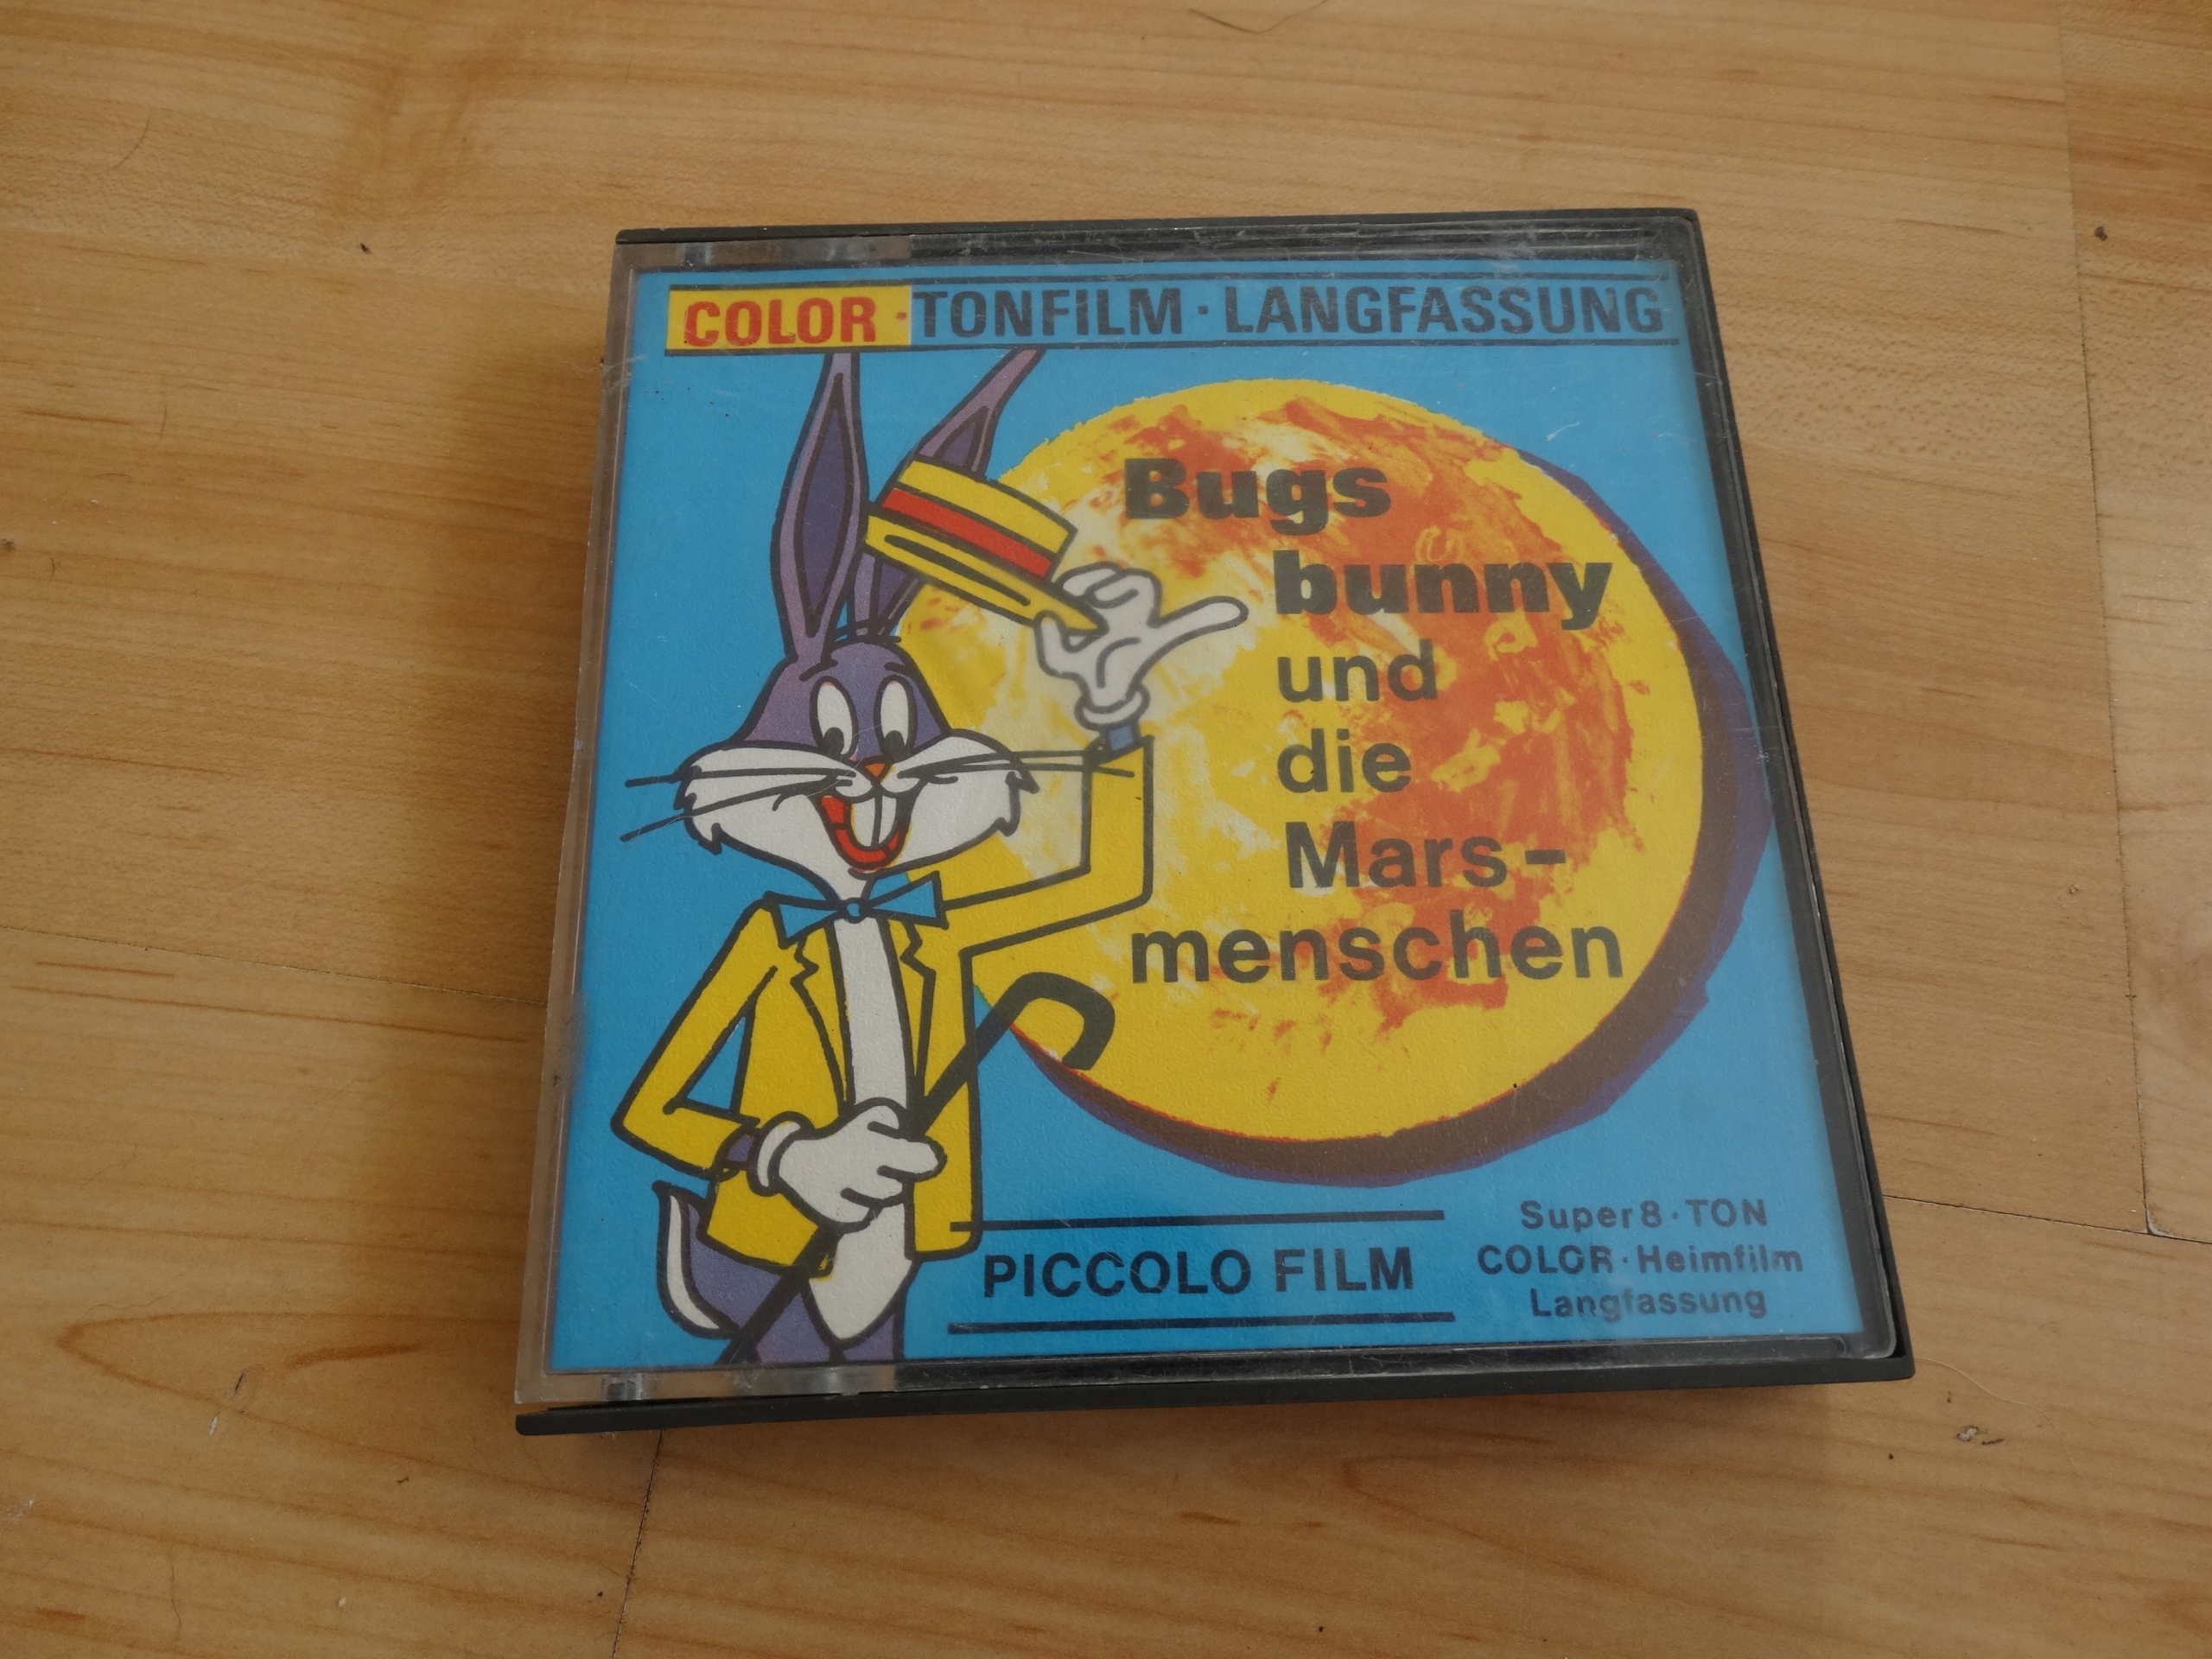 COLOR · TONFILM · LANGFASSUNG
Bugs
bunny
und
die
Mars-
menschen
PICCOLO FILM
Super 8 · TON
COLOR · Heimfilm
Langfassung